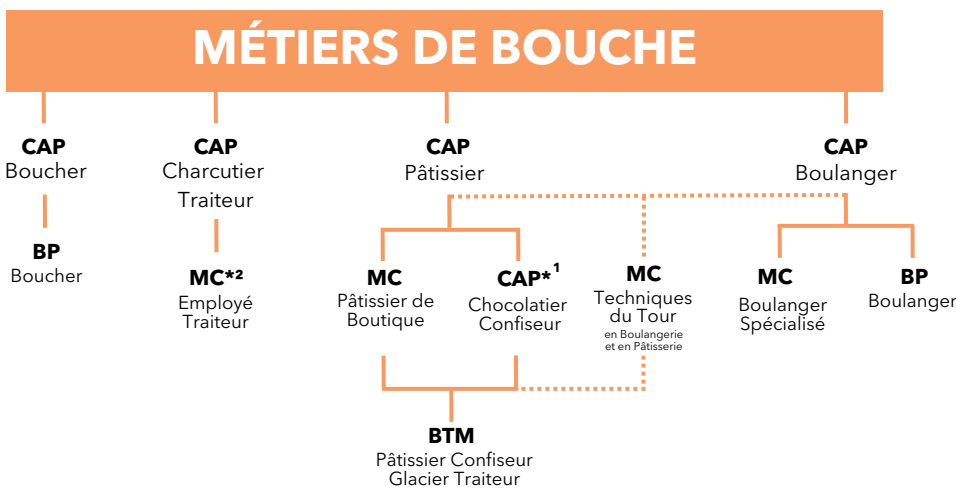 MÉTIERS DE BOUCHE
CAP
Boucher
BP
Boucher
CAP
Charcutier
Traiteur
MC*²
Employé
Traiteur
CAP
Pâtissier
MC
Pâtissier de
Boutique
CAP*¹
Chocolatier
Confiseur
MC
Techniques
du Tour
en Boulangerie
et en Pâtisserie
CAP
Boulanger
MC
Boulanger
Spécialisé
BP
Boulanger
BTM
Pâtissier Confiseur
Glacier Traiteur